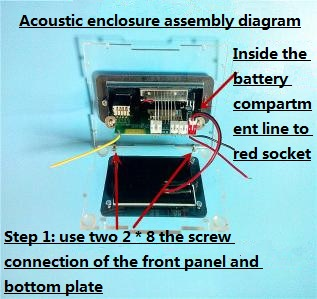 Acoustic enclosure assembly diagram
Inside the
battery
compartm
ent line to
red socket
Step 1: use two 2 * 8 the screw
connection of the front panel and
bottom plate